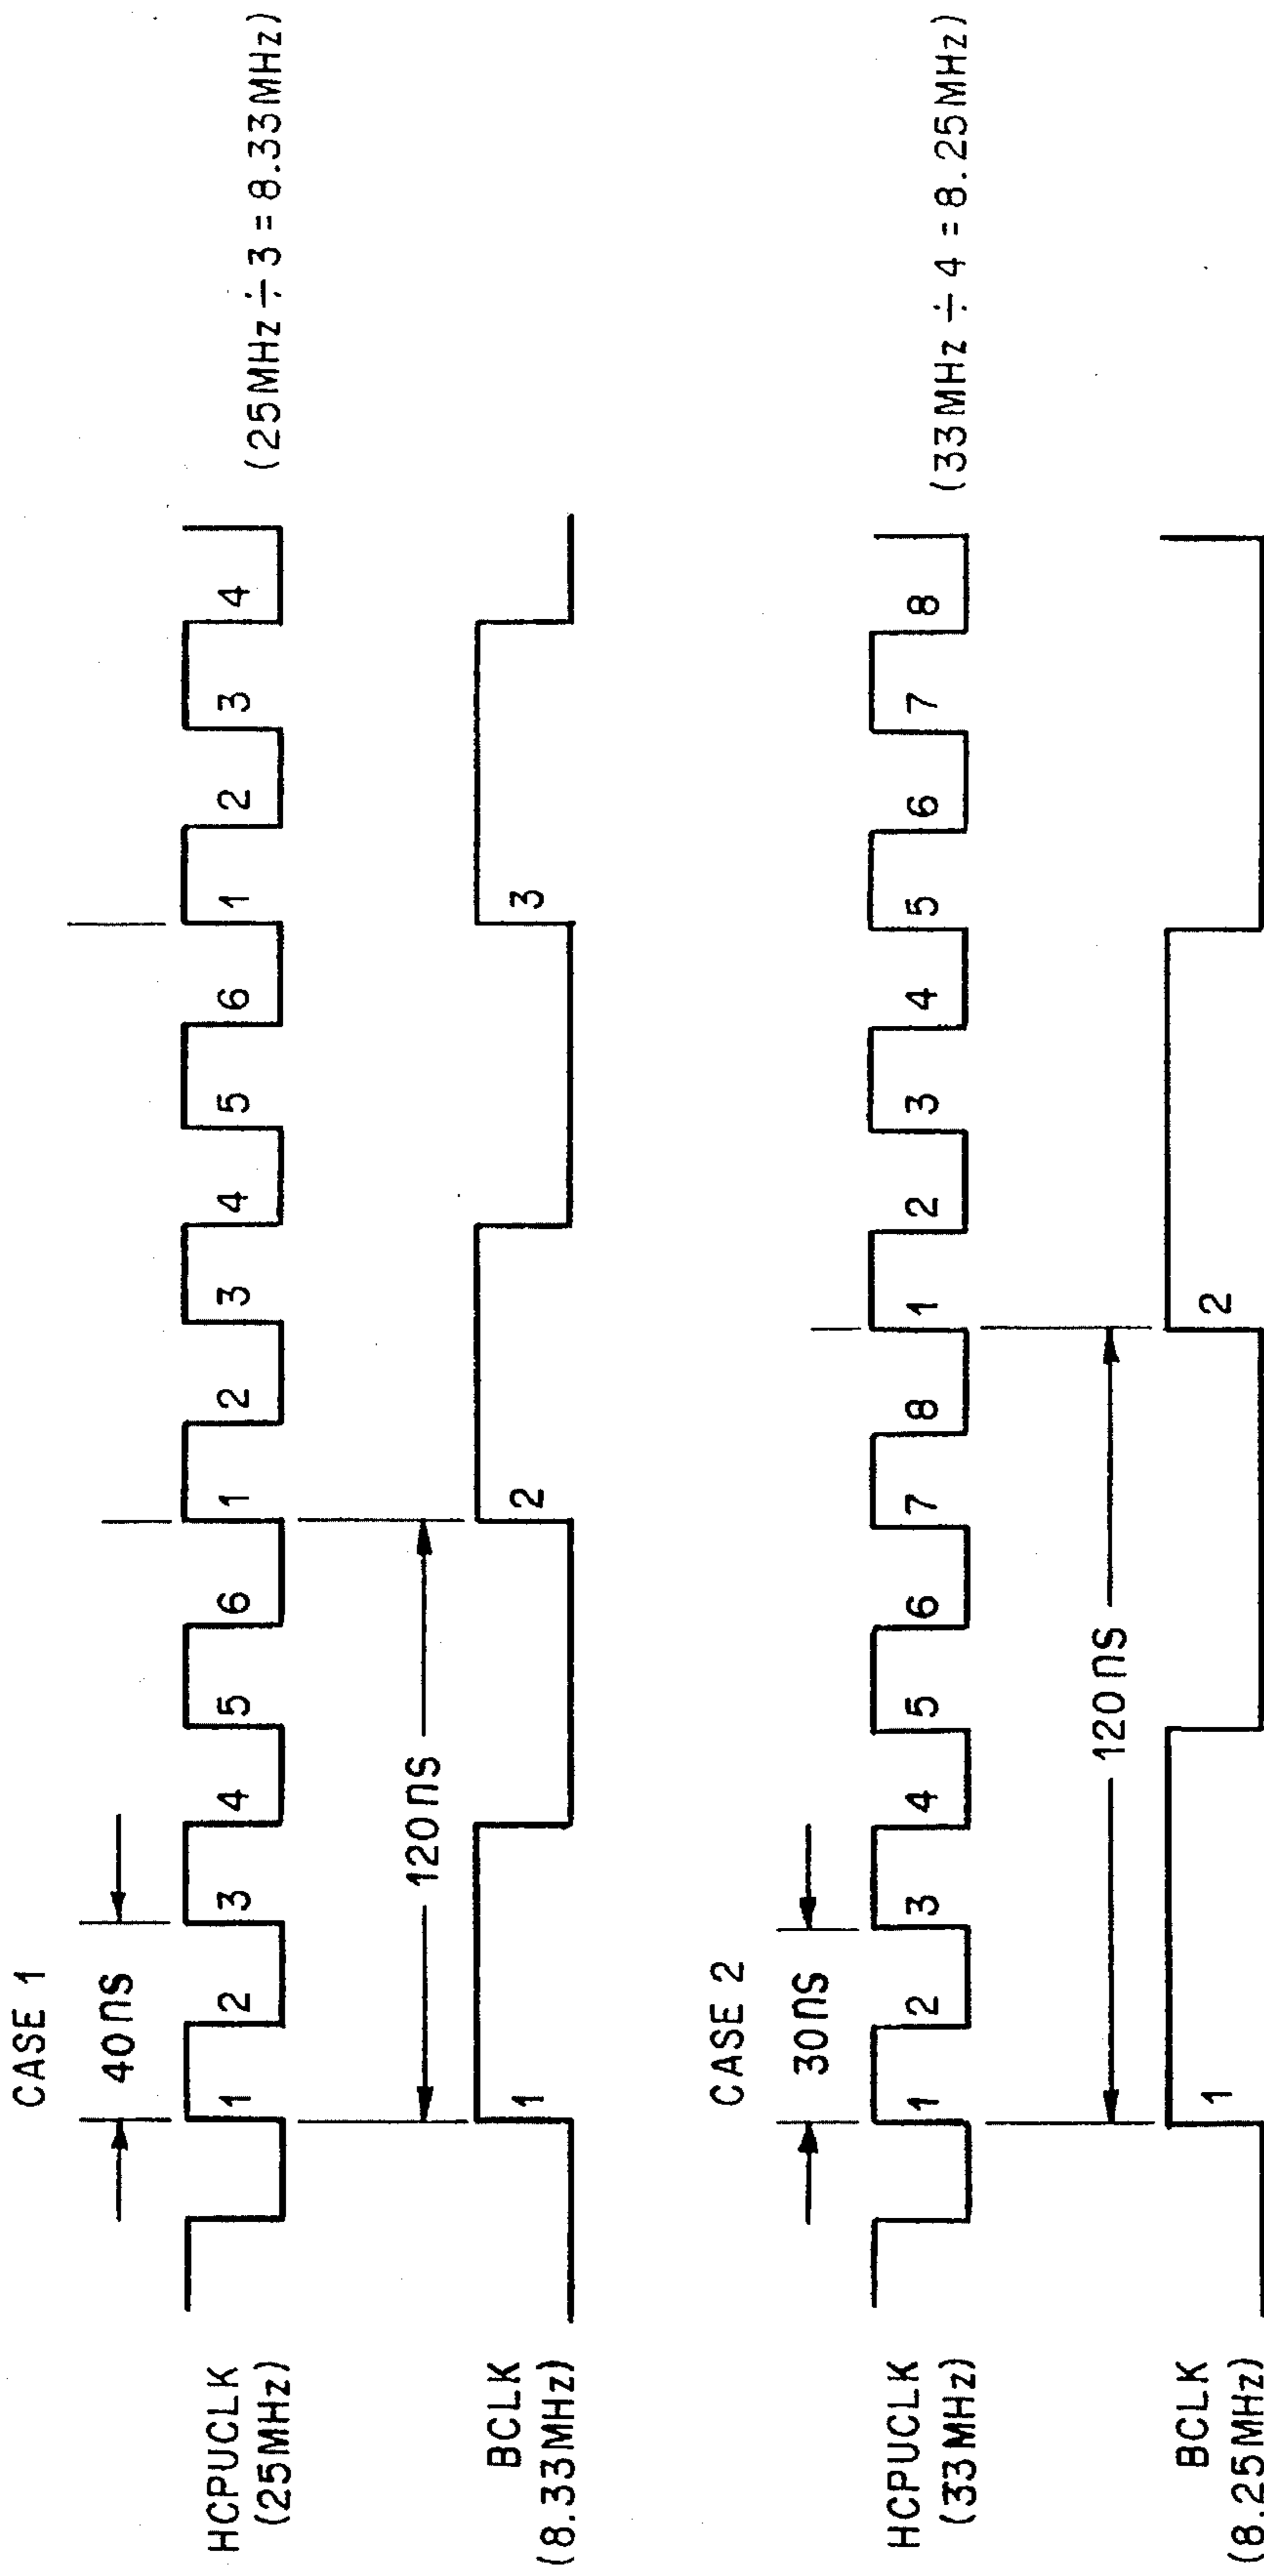 CASE 1
40ns
HCPUCLK
(25MHz)
1 2 3 4 5 6 1 2 3 4 5 6 1 2 3 4
(25MHz ÷ 3 = 8.33MHz)
120ns
BCLK
(8.33MHz)
1 2 3
CASE 2
30ns
HCPUCLK
(33MHz)
1 2 3 4 5 6 7 8 1 2 3 4 5 6 7 8
(33MHz ÷ 4 = 8.25MHz)
120ns
BCLK
(8.25MHz)
1 2